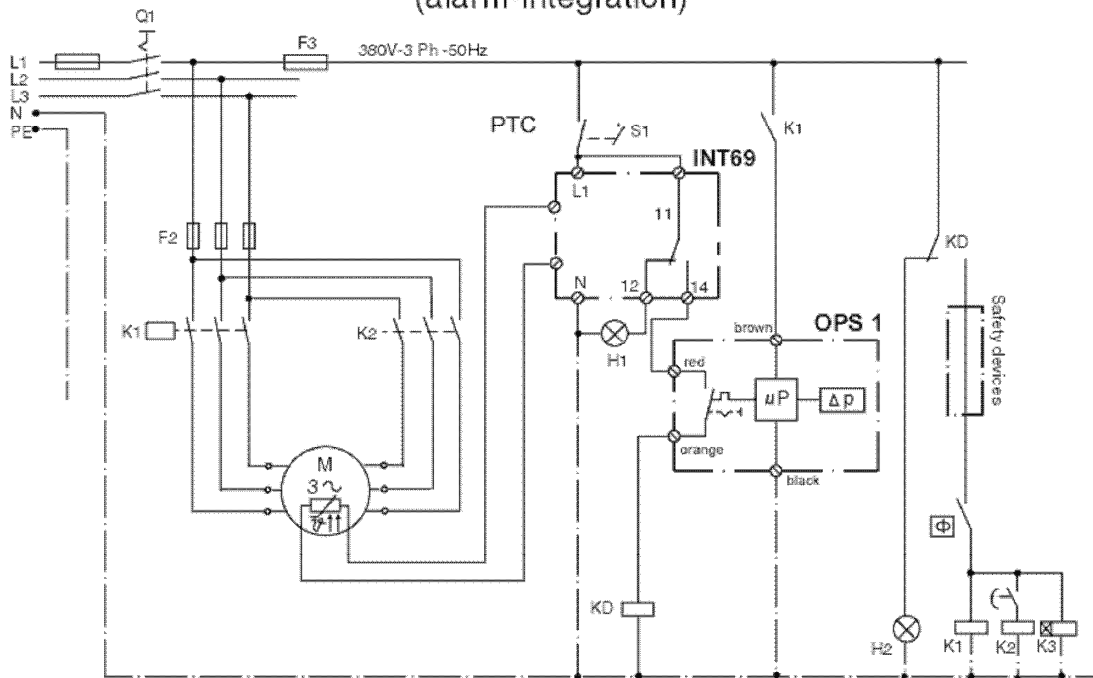 (alarm integration)
Q1
F3
380V-3 Ph -50Hz
L1
L2
L3
N
PE
PTC
S1
K1
INT69
L1
11
F2
KD
N
12
14
K1
K2
H1
brown
OPS 1
Safety devices
red
µP
Δp
orange
M
3 ~
black
ϑ
Φ
KD
H2
K1
K2
K3